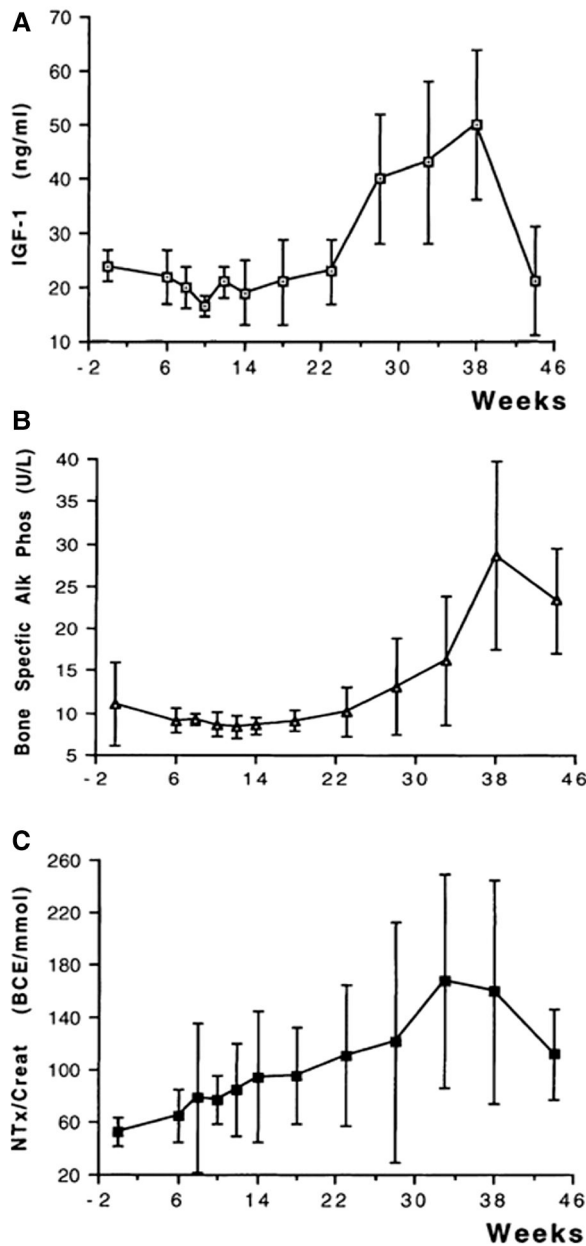 A
IGF-1 (ng/ml)
70
60
50
40
30
20
10
-2 6 14 22 30 38 46
Weeks
B
Bone Specfic Alk Phos (U/L)
40
35
30
25
20
15
10
5
-2 6 14 22 30 38 46
C
NTx/Creat (BCE/mmol)
260
220
180
140
100
60
20
-2 6 14 22 30 38 46
Weeks